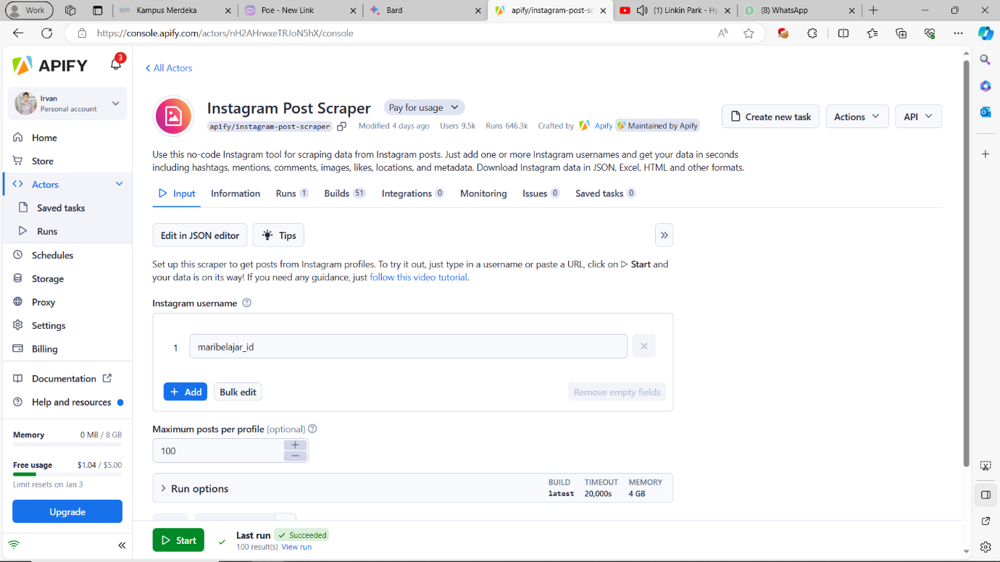 Work
Kampus Merdeka
Poe - New Link
Bard
apify/instagram-post-sc
(1) Linkin Park - Hy
(8) WhatsApp
https://console.apify.com/actors/nH2AHrwxeTRJoN5hX/console
APIFY
3
Irvan
Personal account
Home
Store
Actors
Saved tasks
Runs
Schedules
Storage
Proxy
Settings
Billing
Documentation
Help and resources
Memory 0 MB / 8 GB
Free usage $1.04 / $5.00
Limit resets on Jan 3
Upgrade
All Actors
Instagram Post Scraper Pay for usage
apify/instagram-post-scraper Modified 4 days ago Users 9.5k Runs 646.3k Crafted by Apify Maintained by Apify
Create new task Actions API
Use this no-code Instagram tool for scraping data from Instagram posts. Just add one or more Instagram usernames and get your data in seconds
including hashtags, mentions, comments, images, likes, locations, and metadata. Download Instagram data in JSON, Excel, HTML and other formats.
Input Information Runs 1 Builds 51 Integrations 0 Monitoring Issues 0 Saved tasks 0
Edit in JSON editor Tips
Set up this scraper to get posts from Instagram profiles. To try it out, just type in a username or paste a URL, click on ▷ Start and
your data is on its way! If you need any guidance, just follow this video tutorial.
Instagram username
1 maribelajar_id
+ Add Bulk edit Remove empty fields
Maximum posts per profile (optional)
100
Run options
BUILD TIMEOUT MEMORY
latest 20,000s 4 GB
Start
Last run Succeeded
100 result(s) View run